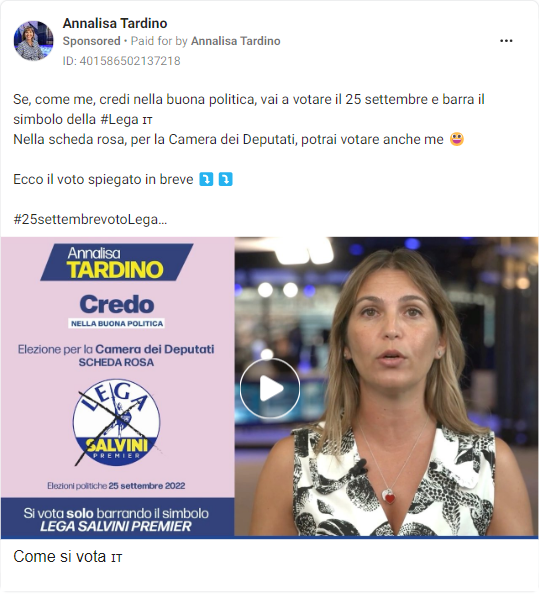 Annalisa Tardino
Sponsored • Paid for by Annalisa Tardino
ID: 401586502137218
Se, come me, credi nella buona politica, vai a votare il 25 settembre e barra il
simbolo della #Lega ɪᴛ
Nella scheda rosa, per la Camera dei Deputati, potrai votare anche me 😃
Ecco il voto spiegato in breve ⤵️ ⤵️
#25settembrevotoLega...
Annalisa
TARDINO
Credo
NELLA BUONA POLITICA
Elezione per la Camera dei Deputati
SCHEDA ROSA
LEGA
SALVINI
PREMIER
Elezioni politiche 25 settembre 2022
Si vota solo barrando il simbolo
LEGA SALVINI PREMIER
Come si vota ɪᴛ